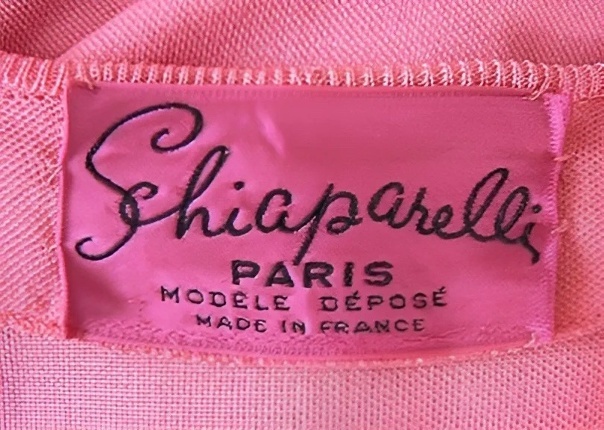 Schiaparelli
PARIS
MODÈLE DÉPOSÉ
MADE IN FRANCE